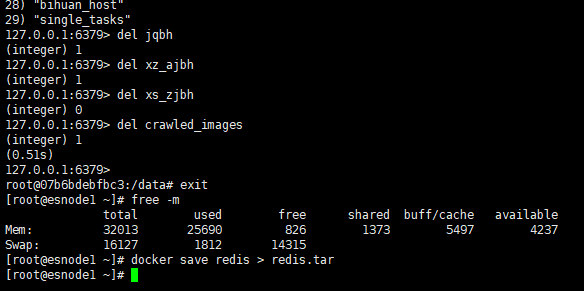 28) "bihuan_host"
29) "single_tasks"
127.0.0.1:6379> del jqbh
(integer) 1
127.0.0.1:6379> del xz_ajbh
(integer) 1
127.0.0.1:6379> del xs_zjbh
(integer) 0
127.0.0.1:6379> del crawled_images
(integer) 1
(0.51s)
127.0.0.1:6379>
root@07b6bdebfbc3:/data# exit
[root@esnode1 ~]# free -m
total used free shared buff/cache available
Mem: 32013 25690 826 1373 5497 4237
Swap: 16127 1812 14315
[root@esnode1 ~]# docker save redis > redis.tar
[root@esnode1 ~]#